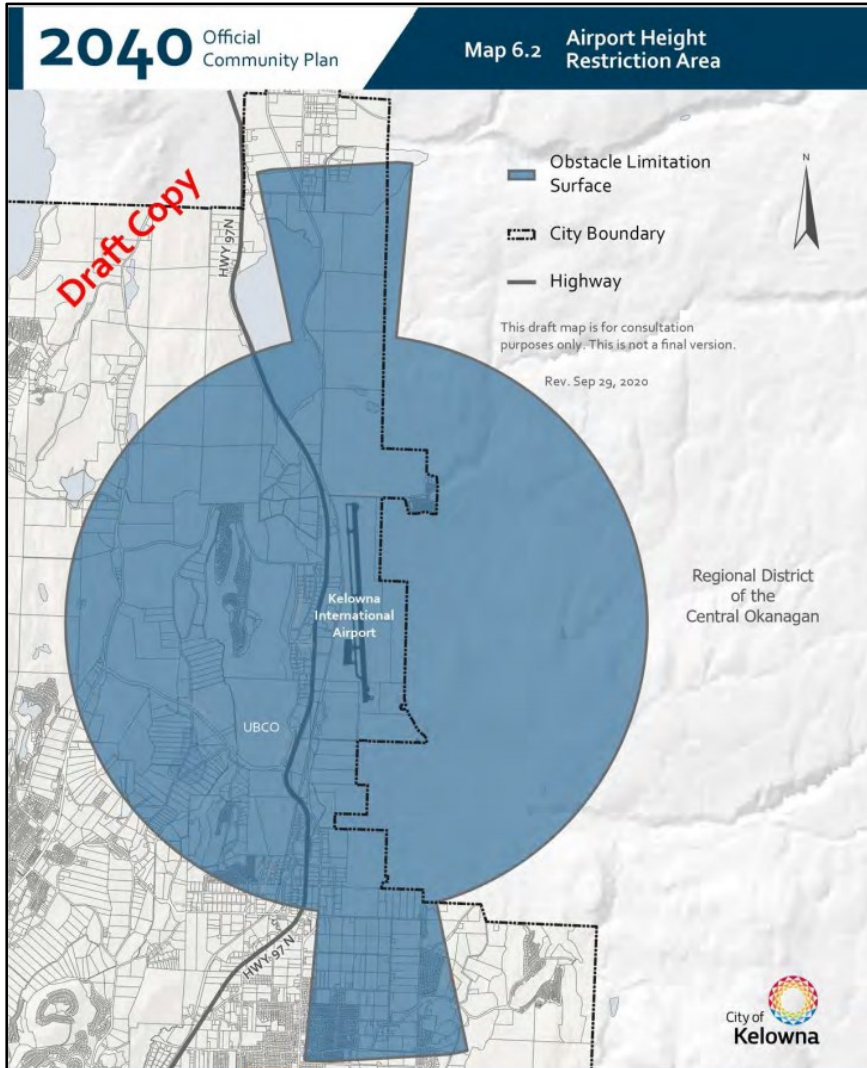 2040 Official
Community Plan
Map 6.2 Airport Height
Restriction Area
Draft Copy
HWY 97N
Obstacle Limitation
Surface
City Boundary
Highway
N
This draft map is for consultation
purposes only. This is not a final version.
Rev. Sep 29, 2020
Kelowna
International
Airport
Regional District
of the
Central Okanagan
UBCO
HWY 97N
City of
Kelowna